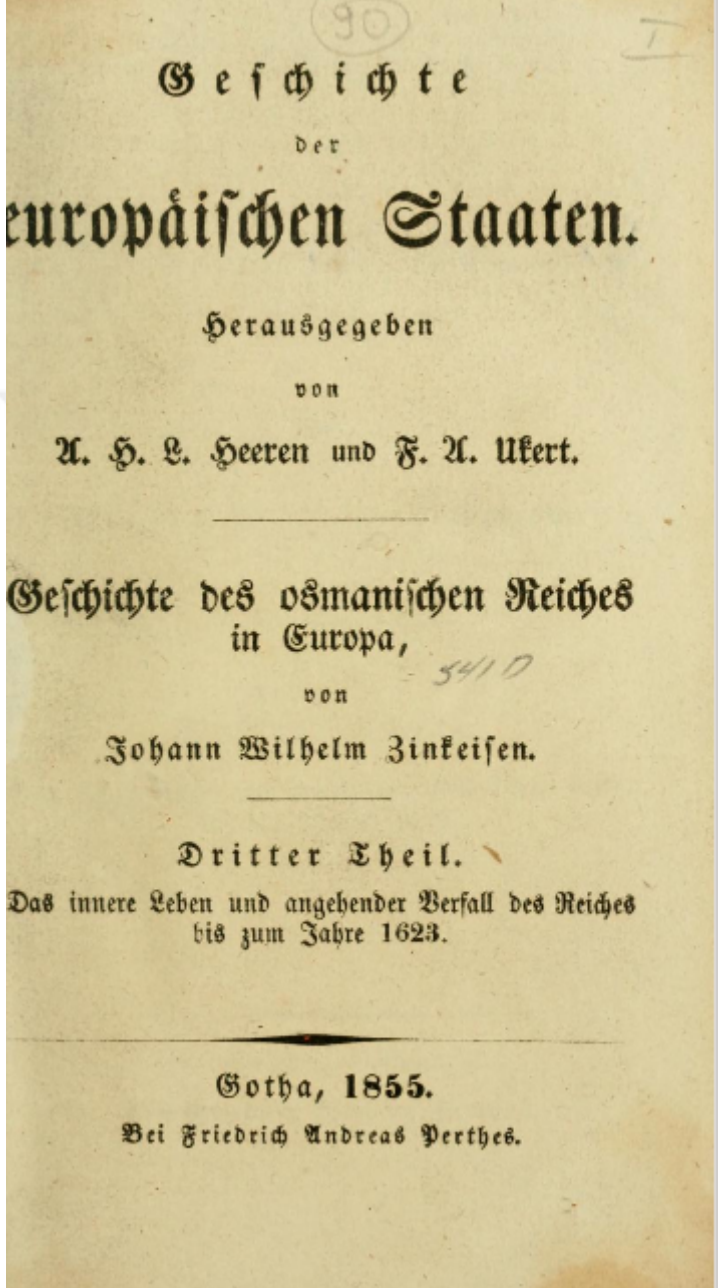 90
I
Geschichte
der
europäischen Staaten.
Herausgegeben
von
A. H. L. Heeren und F. A. Ukert.
Geschichte des osmanischen Reiches
in Europa,
541 D
von
Johann Wilhelm Zinkeisen.
Dritter Theil.
Das innere Leben und angehender Verfall des Reiches
bis zum Jahre 1623.
Gotha, 1855.
Bei Friedrich Andreas Perthes.